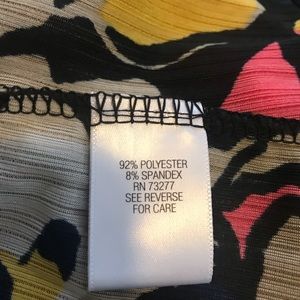 92% POLYESTER
8% SPANDEX
RN 73277
SEE REVERSE
FOR CARE